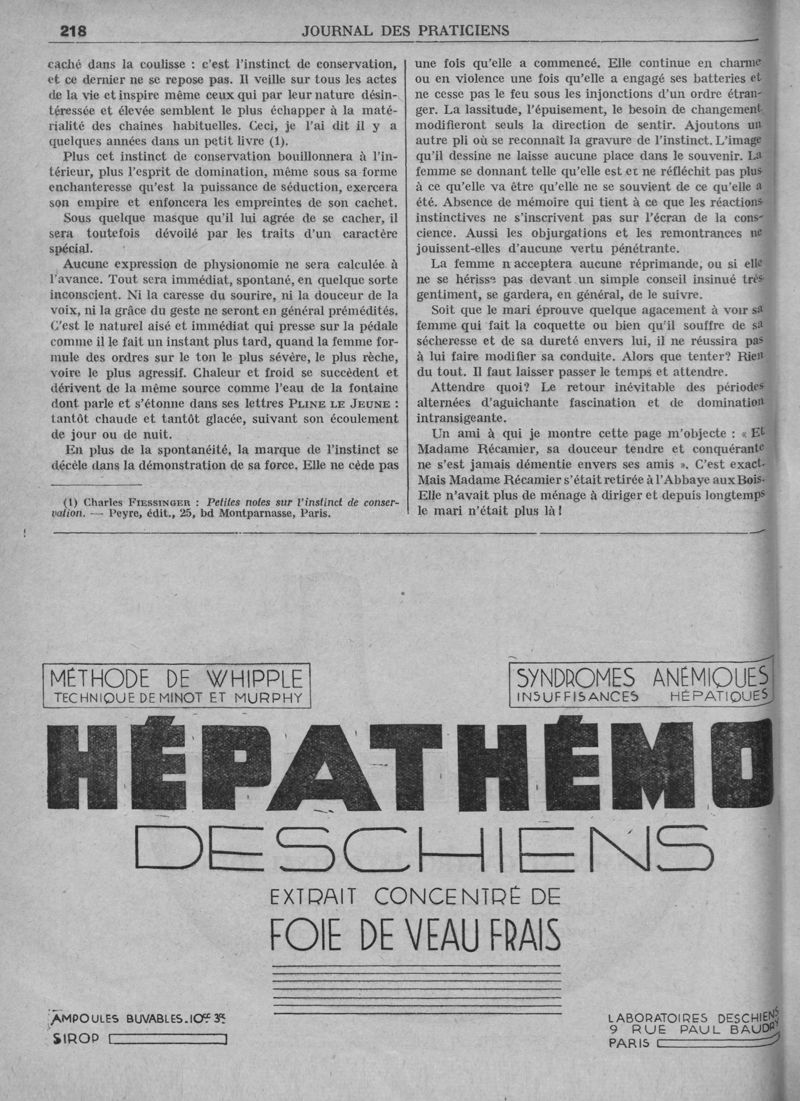 218
JOURNAL DES PRATICIENS
caché dans la coulisse : c'est l'instinct de conservation,
et ce dernier ne se repose pas. Il veille sur tous les actes
de la vie et inspire même ceux qui par leur nature désin-
téressée et élevée semblent le plus échapper à la maté-
rialité des chaines habituelles. Ceci, je l'ai dit il y a
quelques années dans un petit livre (1).
Plus cet instinct de conservation bouillonnera à l'in-
térieur, plus l'esprit de domination, même sous sa forme
enchanteresse qu'est la puissance de séduction, exercera
son empire et enfoncera les empreintes de son cachet.
Sous quelque masque qu'il lui agrée de se cacher, il
sera toutefois dévoilé par les traits d'un caractère
spécial.
Aucune expression de physionomie ne sera calculée à
l'avance. Tout sera immédiat, spontané, en quelque sorte
inconscient. Ni la caresse du sourire, ni la douceur de la
voix, ni la grâce du geste ne seront en général prémédités.
C'est le naturel aisé et immédiat qui presse sur la pédale
comme il le fait un instant plus tard, quand la femme for-
mule des ordres sur le ton le plus sévère, le plus rèche,
voire le plus agressif. Chaleur et froid se succèdent et
dérivent de la même source comme l'eau de la fontaine
dont parle et s'étonne dans ses lettres PLINE LE JEUNE :
tantôt chaude et tantôt glacée, suivant son écoulement
de jour ou de nuit.
En plus de la spontanéité, la marque de l'instinct se
décèle dans la démonstration de sa force. Elle ne cède pas
(1) Charles FIESSINGER : Petites notes sur l'instinct de conser-
vation. — Peyre, édit., 25, bd Montparnasse, Paris.
une fois qu'elle a commencé. Elle continue en charme
ou en violence une fois qu'elle a engagé ses batteries et
ne cesse pas le feu sous les injonctions d'un ordre étran-
ger. La lassitude, l'épuisement, le besoin de changement
modifieront seuls la direction de sentir. Ajoutons un
autre pli où se reconnaît la gravure de l'instinct. L'image
qu'il dessine ne laisse aucune place dans le souvenir. La
femme se donnant telle qu'elle est et ne réfléchit pas plus
à ce qu'elle va être qu'elle ne se souvient de ce qu'elle a
été. Absence de mémoire qui tient à ce que les réactions
instinctives ne s'inscrivent pas sur l'écran de la cons-
cience. Aussi les objurgations et les remontrances ne
jouissent-elles d'aucune vertu pénétrante.
La femme n acceptera aucune réprimande, ou si elle
ne se hérisse pas devant un simple conseil insinué très
gentiment, se gardera, en général, de le suivre.
Soit que le mari éprouve quelque agacement à voir sa
femme qui fait la coquette ou bien qu'il souffre de sa
sécheresse et de sa dureté envers lui, il ne réussira pas
à lui faire modifier sa conduite. Alors que tenter? Rien
du tout. Il faut laisser passer le temps et attendre.
Attendre quoi? Le retour inévitable des périodes
alternées d'aguichante fascination et de domination
intransigeante.
Un ami à qui je montre cette page m'objecte : « Et
Madame Récamier, sa douceur tendre et conquérante
ne s'est jamais démentie envers ses amis ». C'est exact.
Mais Madame Récamier s'était retirée à l'Abbaye aux Bois.
Elle n'avait plus de ménage à diriger et depuis longtemps
le mari n'était plus là !
MÉTHODE DE WHIPPLE
TECHNIQUE DE MINOT ET MURPHY
SYNDROMES ANÉMIQUES
INSUFFISANCES HÉPATIQUES
HÉPATHÉMO
DESCHIENS
EXTRAIT CONCENTRÉ DE
FOIE DE VEAU FRAIS
AMPOULES BUVABLES_10cc 3cc
SIROP
LABORATOIRES DESCHIENS
9 RUE PAUL BAUDRY
PARIS